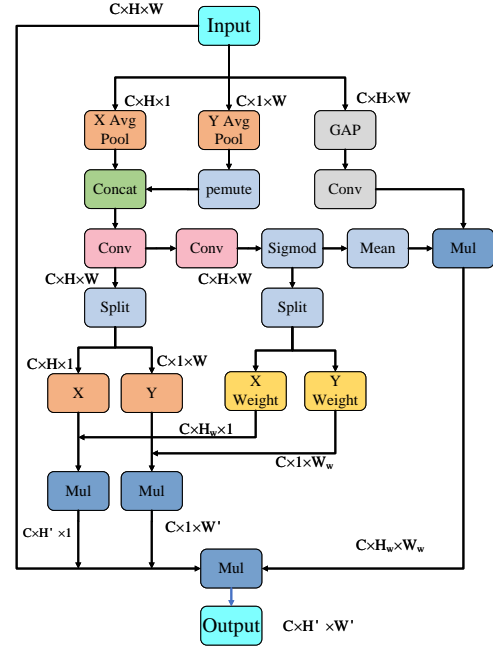 C×H×W
Input
C×H×1
C×1×W
C×H×W
X Avg
Pool
Y Avg
Pool
GAP
Concat
pemute
Conv
Conv
Conv
Sigmod
Mean
Mul
C×H×W
C×H×W
Split
Split
C×H×1
C×1×W
X
Y
X
Weight
Y
Weight
C×Hw×1
C×1×Ww
Mul
Mul
C×H' ×1
C×1×W'
C×Hw×Ww
Mul
Output
C×H' ×W'